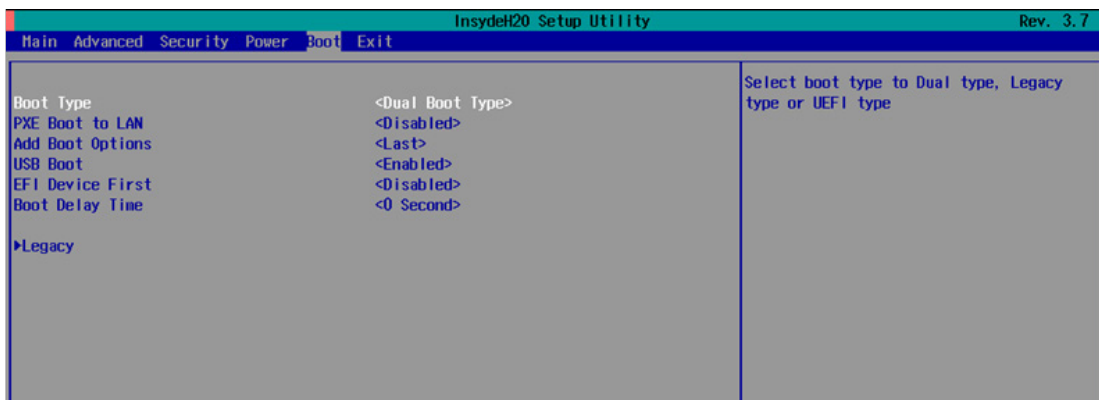 InsydeH20 Setup Utility Rev. 3.7
Main Advanced Security Power Boot Exit
Boot Type <Dual Boot Type>
PXE Boot to LAN <Disabled>
Add Boot Options <Last>
USB Boot <Enabled>
EFI Device First <Disabled>
Boot Delay Time <0 Second>
▶Legacy
Select boot type to Dual type, Legacy
type or UEFI type